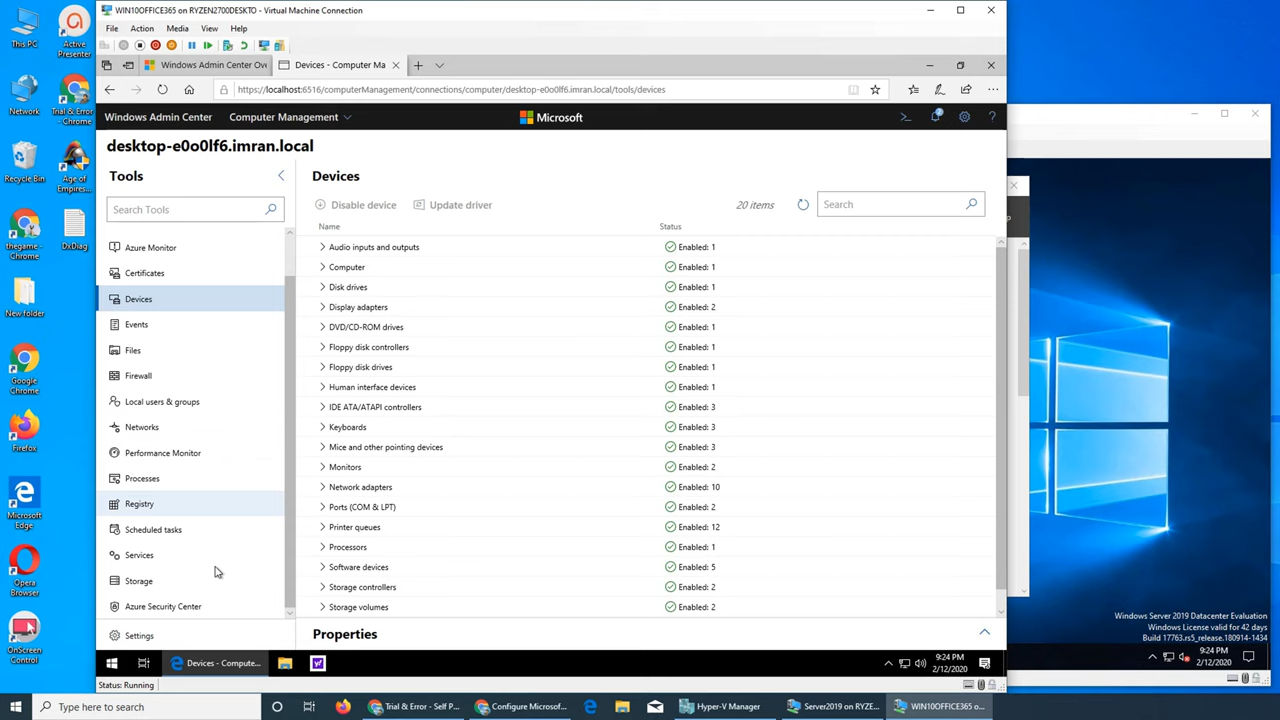 This PC
Active Presenter
Network
Trial & Error - Chrome
Recycle Bin
Age of Empires...
thegame - Chrome
DxDiag
New folder
Google Chrome
Firefox
Microsoft Edge
Opera Browser
OnScreen Control
WIN10OFFICE365 on RYZEN2700DESKTO - Virtual Machine Connection
File Action Media View Help
Windows Admin Center Ov
Devices - Computer Ma
https://localhost:6516/computerManagement/connections/computer/desktop-e0o0lf6.imran.local/tools/devices
Windows Admin Center
Computer Management
Microsoft
2
?
desktop-e0o0lf6.imran.local
Tools
Search Tools
Azure Monitor
Certificates
Devices
Events
Files
Firewall
Local users & groups
Networks
Performance Monitor
Processes
Registry
Scheduled tasks
Services
Storage
Azure Security Center
Settings
Devices
Disable device
Update driver
20 items
Search
Name Status
Audio inputs and outputs Enabled: 1
Computer Enabled: 1
Disk drives Enabled: 1
Display adapters Enabled: 2
DVD/CD-ROM drives Enabled: 1
Floppy disk controllers Enabled: 1
Floppy disk drives Enabled: 1
Human interface devices Enabled: 1
IDE ATA/ATAPI controllers Enabled: 3
Keyboards Enabled: 3
Mice and other pointing devices Enabled: 3
Monitors Enabled: 2
Network adapters Enabled: 10
Ports (COM & LPT) Enabled: 2
Printer queues Enabled: 12
Processors Enabled: 1
Software devices Enabled: 5
Storage controllers Enabled: 2
Storage volumes Enabled: 2
Properties
Devices - Compute...
9:24 PM
2/12/2020
Status: Running
Windows Server 2019 Datacenter Evaluation
Windows License valid for 42 days
Build 17763.rs5_release.180914-1434
9:24 PM
2/12/2020
Type here to search
Trial & Error - Self P...
Configure Microsof...
Hyper-V Manager
Server2019 on RYZE...
WIN10OFFICE365 o...